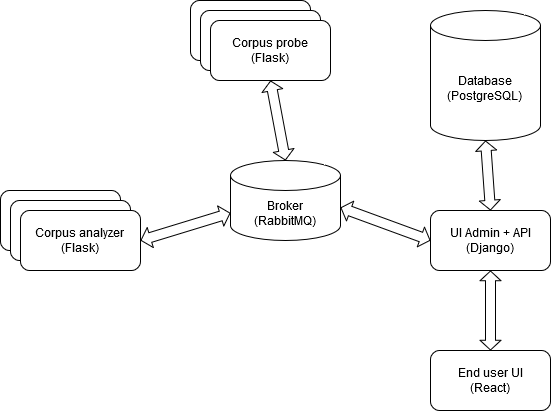 Corpus probe
(Flask)
Database
(PostgreSQL)
Broker
(RabbitMQ)
Corpus analyzer
(Flask)
UI Admin + API
(Django)
End user UI
(React)